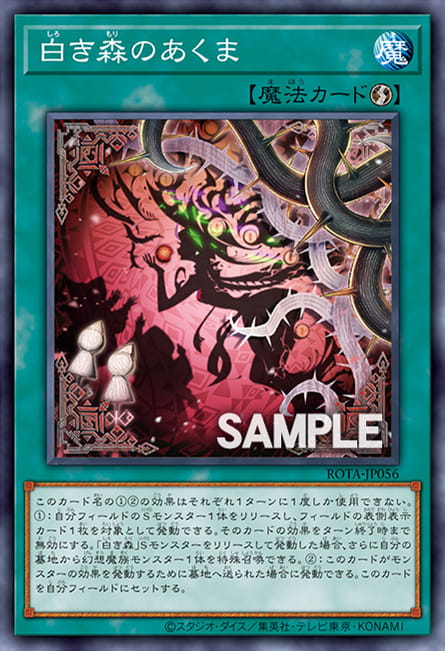 白き森のあくま
魔
【魔法カード】
SAMPLE
ROTA-JP056
このカード名の①②の効果はそれぞれ1ターンに1度しか使用できない。
①：自分フィールドのSモンスター1体をリリースし、フィールドの表側表示
カード1枚を対象として発動できる。そのカードの効果をターン終了時まで
無効にする。「白き森」Sモンスターをリリースして発動した場合、さらに自分の
墓地から幻想魔族モンスター1体を特殊召喚できる。②：このカードがモン
スターの効果を発動するために墓地へ送られた場合に発動できる。このカード
を自分フィールドにセットする。
©スタジオ・ダイス／集英社・テレビ東京・KONAMI